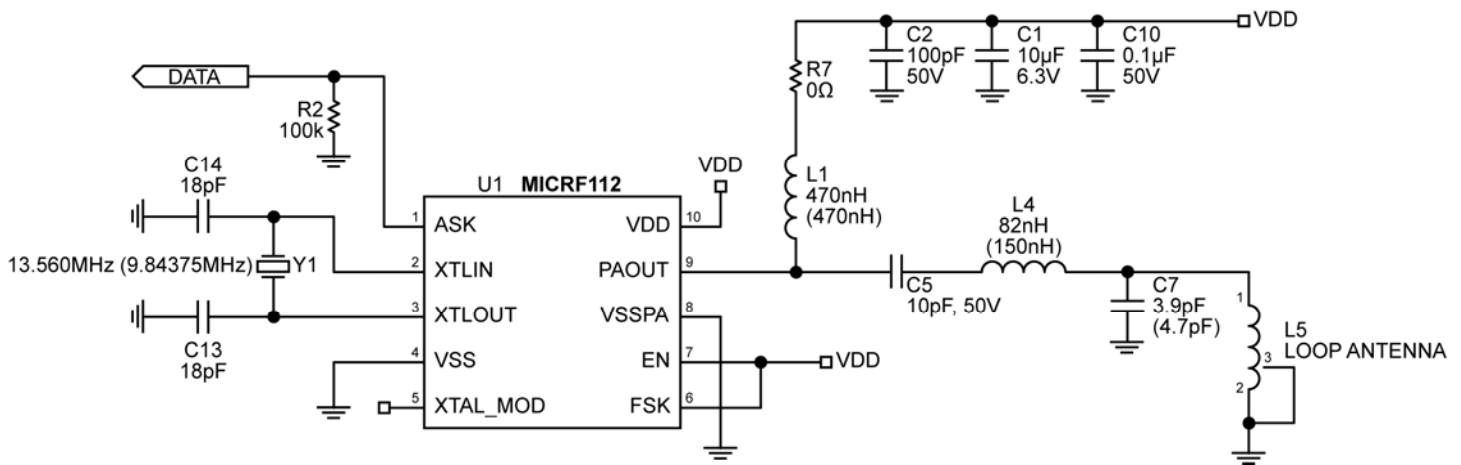 VDD
C2
100pF
50V
C1
10µF
6.3V
C10
0.1µF
50V
R7
0Ω
DATA
R2
100k
C14
18pF
U1 MICRF112
VDD
L1
470nH
(470nH)
L4
82nH
(150nH)
1 ASK
VDD 10
13.560MHz (9.84375MHz) Y1
2 XTLIN
PAOUT 9
C5
10pF, 50V
C7
3.9pF
(4.7pF)
3 XTLOUT
VSSPA 8
C13
18pF
4 VSS
EN 7
VDD
5 XTAL_MOD
FSK 6
1
L5
LOOP ANTENNA
3
2